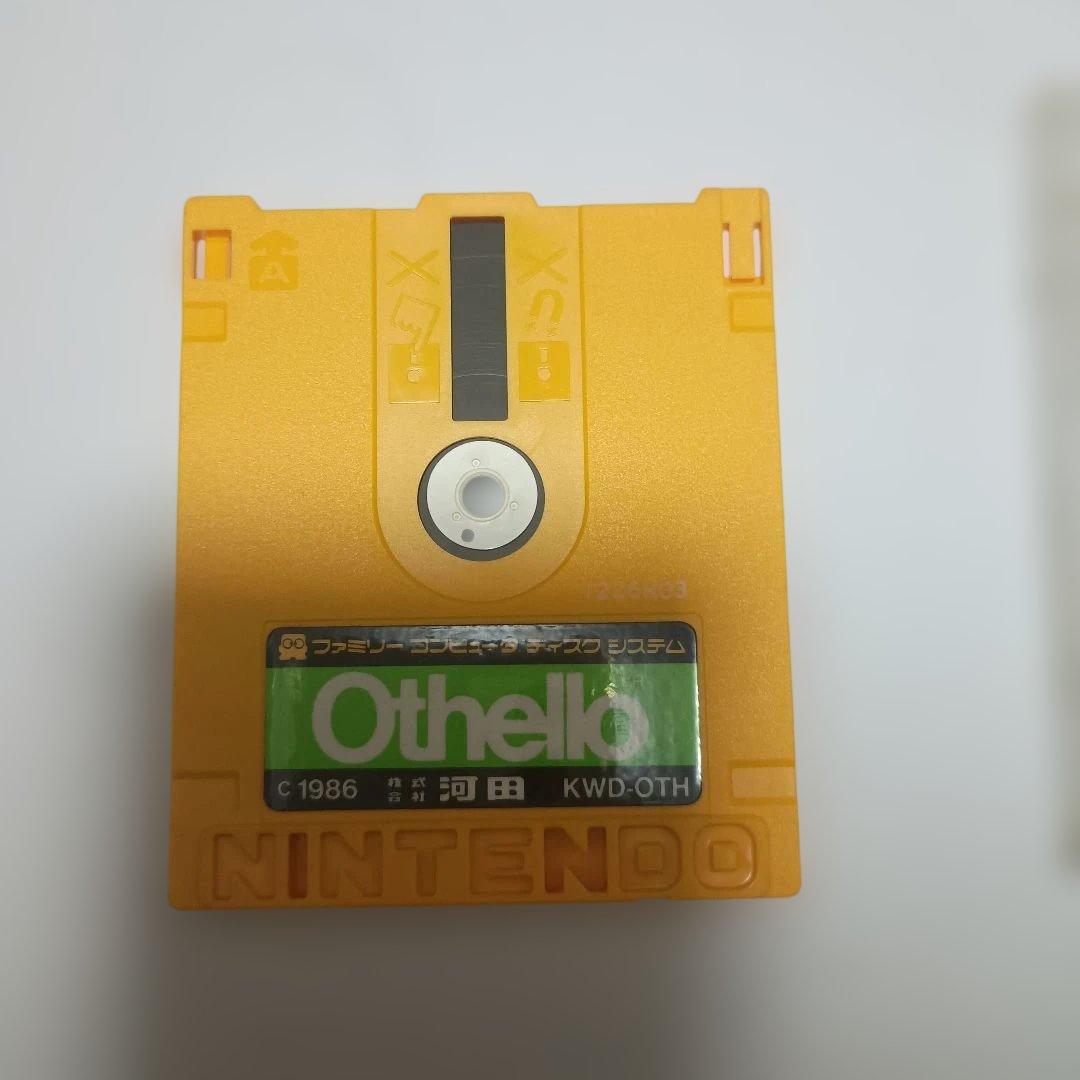 A
ファミリー コンピュータ ディスク システム
Othello
C 1986 株式会社 河田 KWD-OTH
NINTENDO